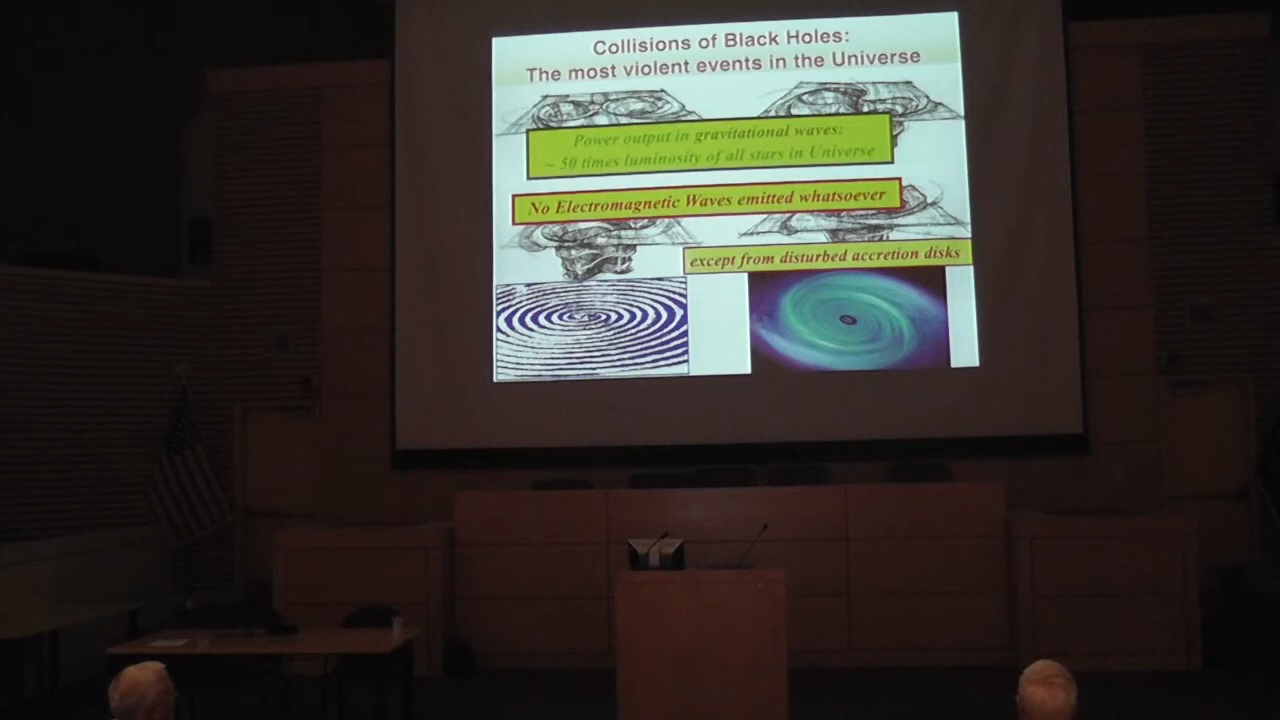 Collisions of Black Holes:
The most violent events in the Universe
Power output in gravitational waves:
~ 50 times luminosity of all stars in Universe
No Electromagnetic Waves emitted whatsoever
except from disturbed accretion disks